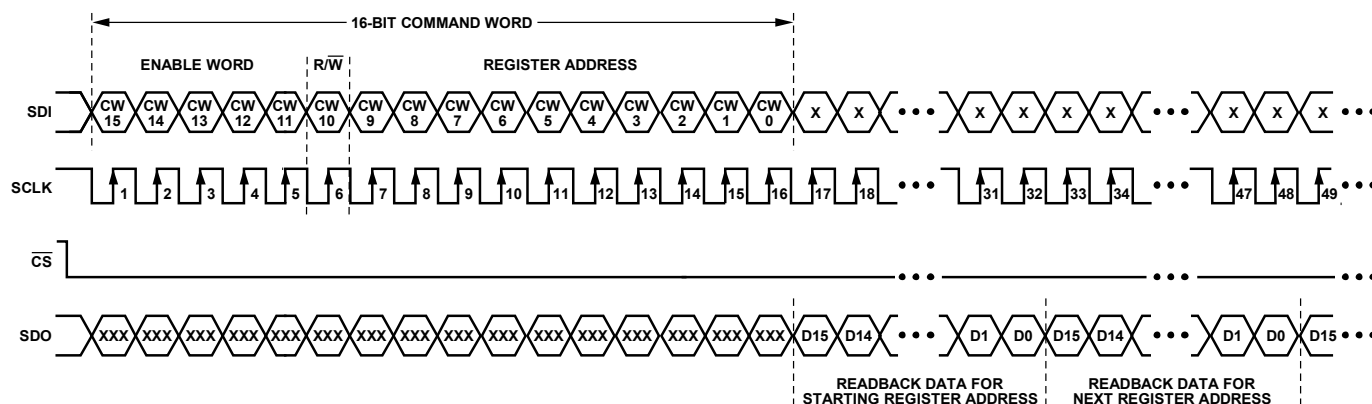 16-BIT COMMAND WORD
ENABLE WORD R/W̅ REGISTER ADDRESS
SDI CW 15 CW 14 CW 13 CW 12 CW 11 CW 10 CW 9 CW 8 CW 7 CW 6 CW 5 CW 4 CW 3 CW 2 CW 1 CW 0 X X ••• X X X X ••• X X X •••
SCLK 1 2 3 4 5 6 7 8 9 10 11 12 13 14 15 16 17 18 ••• 31 32 33 34 ••• 47 48 49 •••
C̅S̅ ••• ••• •••
SDO XXX XXX XXX XXX XXX XXX XXX XXX XXX XXX XXX XXX XXX XXX XXX XXX D15 D14 ••• D1 D0 D15 D14 ••• D1 D0 D15 •••
READBACK DATA FOR READBACK DATA FOR
STARTING REGISTER ADDRESS NEXT REGISTER ADDRESS